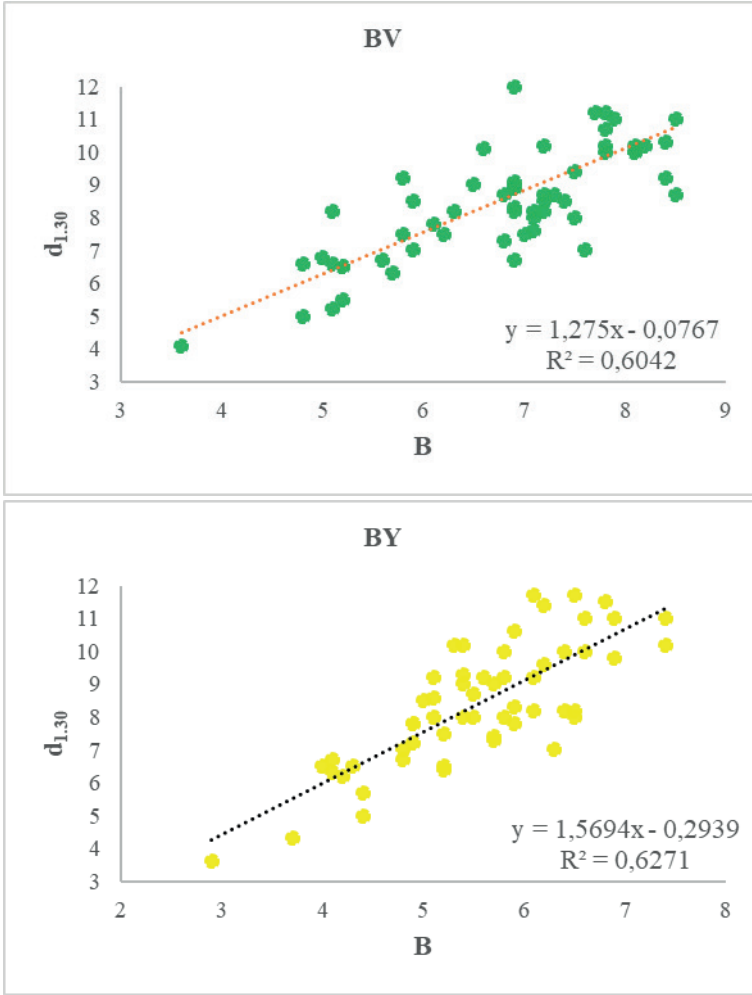 BV
12
11
10
9
8
7
6
5
4
3
d1.30
y = 1,275x - 0,0767
R² = 0,6042
3 4 5 6 7 8 9
B
BY
12
11
10
9
8
7
6
5
4
3
d1.30
y = 1,5694x - 0,2939
R² = 0,6271
2 3 4 5 6 7 8
B